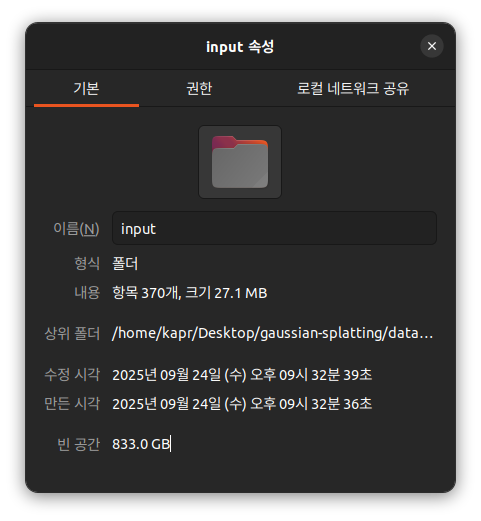 input 속성
기본 권한 로컬 네트워크 공유
이름(N) input
형식 폴더
내용 항목 370개, 크기 27.1 MB
상위 폴더 /home/kapr/Desktop/gaussian-splatting/data…
수정 시각 2025년 09월 24일 (수) 오후 09시 32분 39초
만든 시각 2025년 09월 24일 (수) 오후 09시 32분 36초
빈 공간 833.0 GB